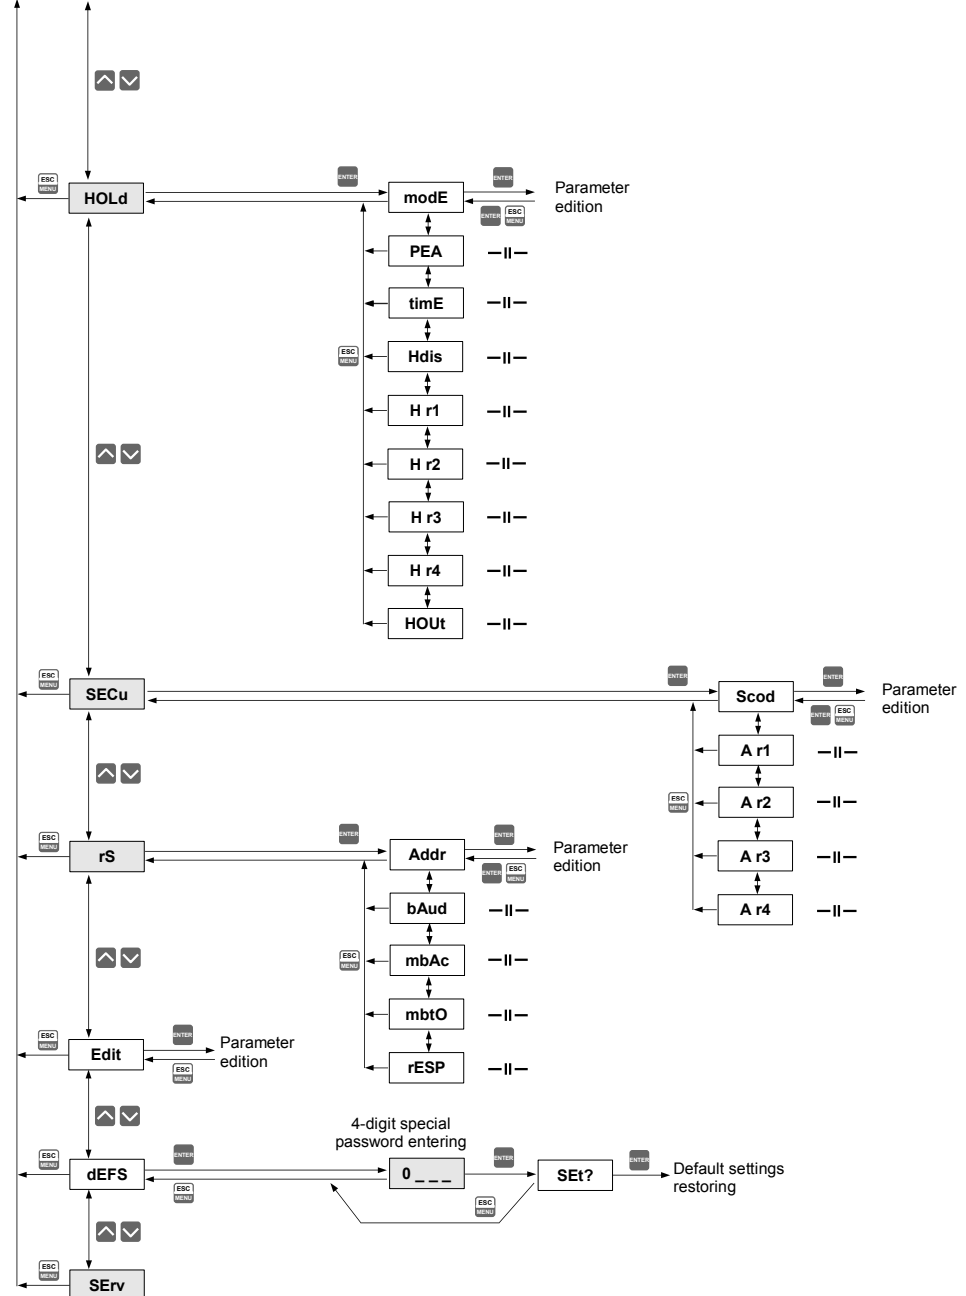 ESC
MENU
HOLd
ENTER
modE
ENTER
ENTER
ESC
MENU
Parameter
edition
PEA
—II—
timE
—II—
ESC
MENU
Hdis
—II—
H r1
—II—
H r2
—II—
H r3
—II—
H r4
—II—
HOUt
—II—
ESC
MENU
SECu
ENTER
Scod
ENTER
ENTER
ESC
MENU
Parameter
edition
A r1
—II—
ESC
MENU
A r2
—II—
A r3
—II—
A r4
—II—
ESC
MENU
rS
ENTER
Addr
ENTER
ENTER
ESC
MENU
Parameter
edition
bAud
—II—
ESC
MENU
mbAc
—II—
mbtO
—II—
rESP
—II—
ESC
MENU
Edit
ENTER
ESC
MENU
Parameter
edition
ESC
MENU
dEFS
ENTER
ESC
MENU
4-digit special
password entering
0 _ _ _
ENTER
ESC
MENU
SEt?
ENTER
Default settings
restoring
ESC
MENU
SErv